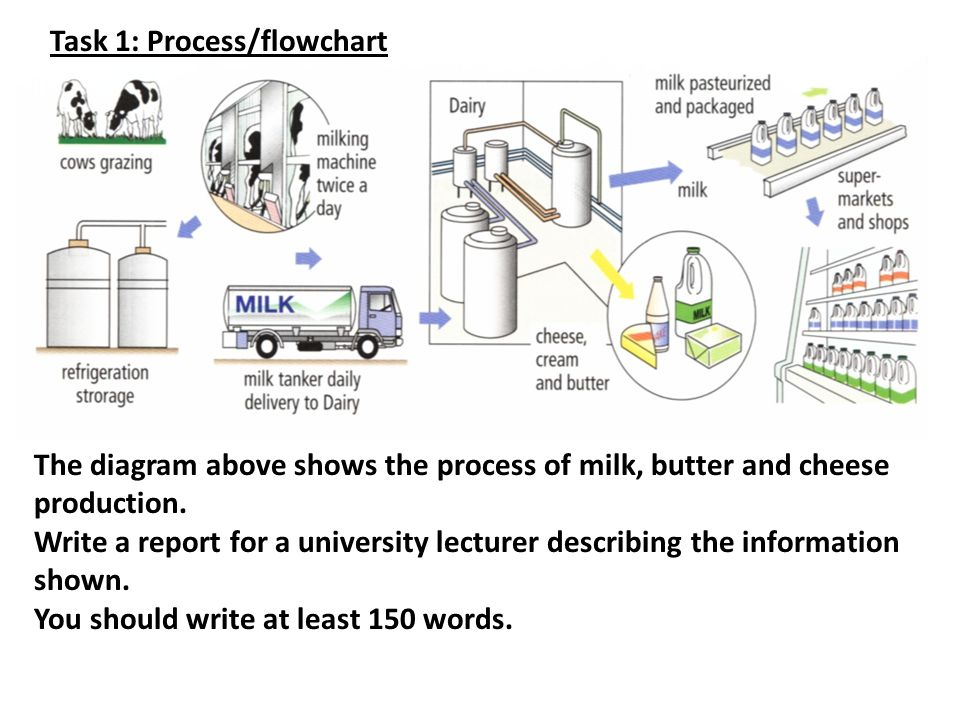 Task 1: Process/flowchart
cows grazing
milking
machine
twice a
day
refrigeration
strorage
MILK
milk tanker daily
delivery to Dairy
Dairy
milk pasteurized
and packaged
milk
super-
markets
and shops
cheese,
cream
and butter
MILK
The diagram above shows the process of milk, butter and cheese
production.
Write a report for a university lecturer describing the information
shown.
You should write at least 150 words.